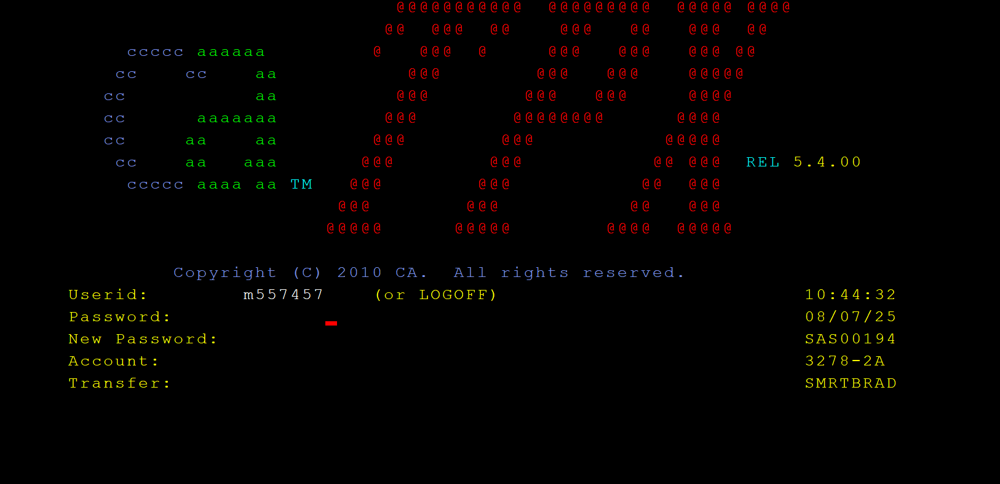 @@@@@@@@@@@ @@@@@@@@@ @@@@@ @@@@
@@ @@@ @@ @@@ @@ @@@ @@
ccccc aaaaaa @ @@@ @ @@@ @@@ @@@ @@
cc cc aa @@@ @@@ @@@ @@@@@
cc aa @@@ @@@ @@@ @@@@
cc aaaaaaa @@@ @@@@@@@@ @@@@
cc aa aa @@@ @@@ @@@@@
cc aa aaa @@@ @@@ @@ @@@ REL 5.4.00
ccccc aaaa aa TM @@@ @@@ @@ @@@
@@@ @@@ @@ @@@
@@@@@ @@@@@ @@@@ @@@@@
Copyright (C) 2010 CA. All rights reserved.
Userid: m557457 (or LOGOFF) 10:44:32
Password: 08/07/25
New Password: SAS00194
Account: 3278-2A
Transfer: SMRTBRAD